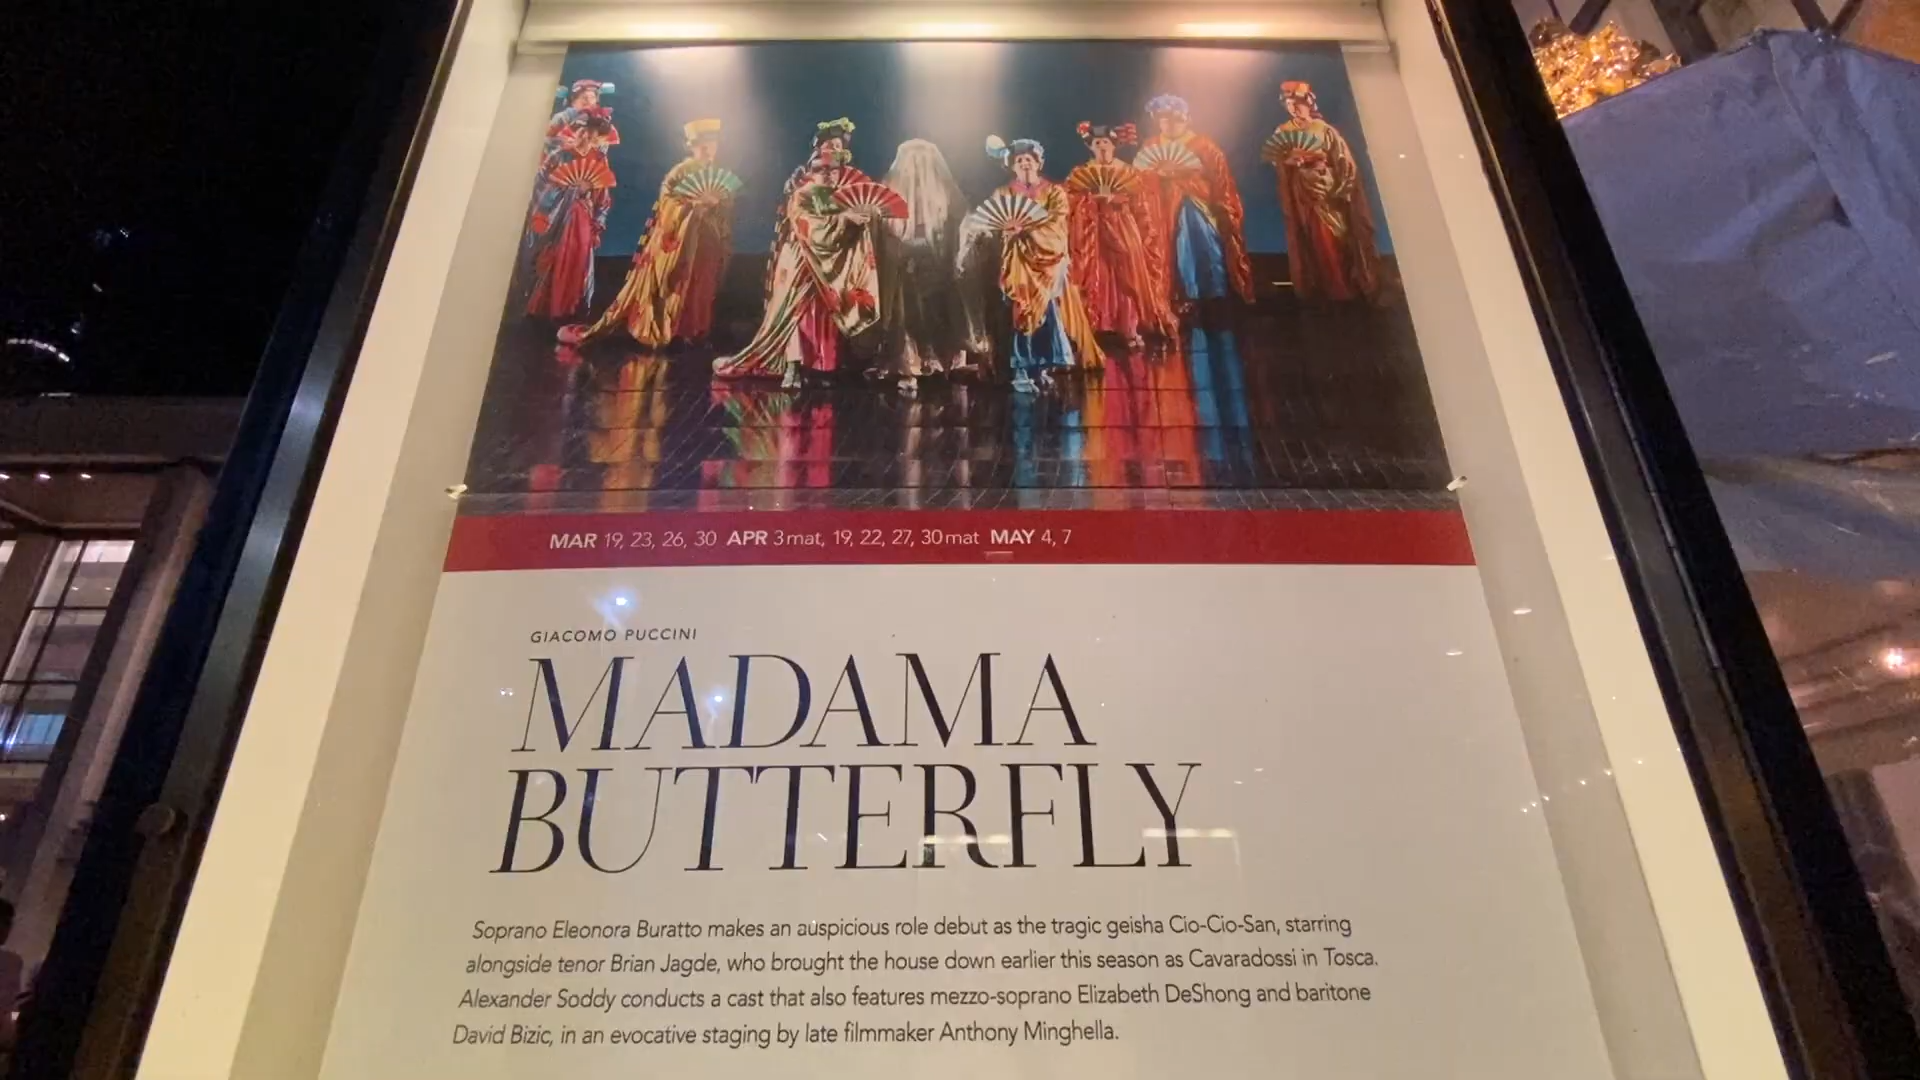 MAR 19, 23, 26, 30 APR 3 mat, 19, 22, 27, 30 mat MAY 4, 7
GIACOMO PUCCINI
MADAMA
BUTTERFLY
Soprano Eleonora Buratto makes an auspicious role debut as the tragic geisha Cio-Cio-San, starring
alongside tenor Brian Jagde, who brought the house down earlier this season as Cavaradossi in Tosca.
Alexander Soddy conducts a cast that also features mezzo-soprano Elizabeth DeShong and baritone
David Bizic, in an evocative staging by late filmmaker Anthony Minghella.